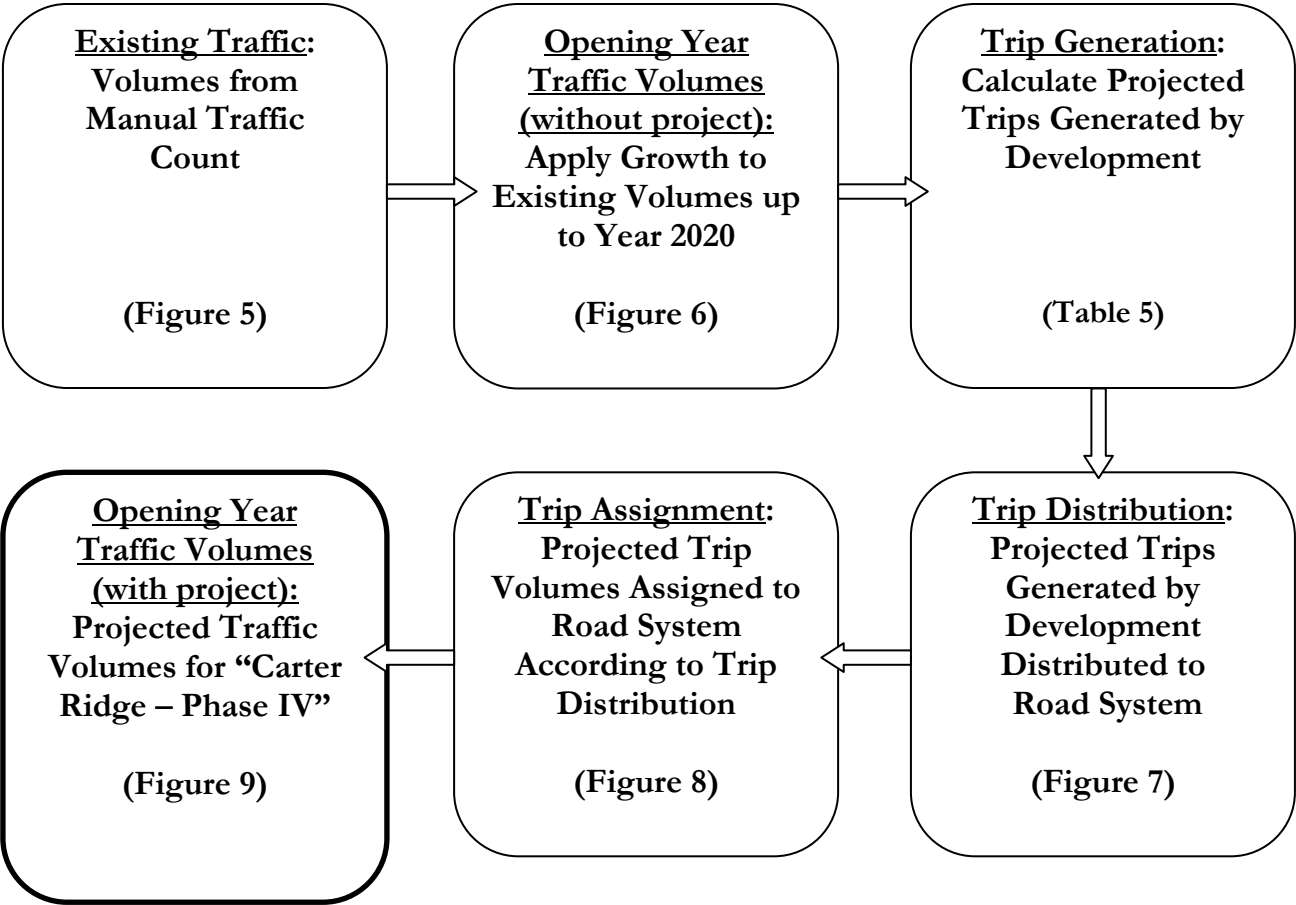 Existing Traffic:
Volumes from
Manual Traffic
Count
(Figure 5)
Opening Year
Traffic Volumes
(without project):
Apply Growth to
Existing Volumes up
to Year 2020
(Figure 6)
Trip Generation:
Calculate Projected
Trips Generated by
Development
(Table 5)
Trip Distribution:
Projected Trips
Generated by
Development
Distributed to
Road System
(Figure 7)
Trip Assignment:
Projected Trip
Volumes Assigned to
Road System
According to Trip
Distribution
(Figure 8)
Opening Year
Traffic Volumes
(with project):
Projected Traffic
Volumes for “Carter
Ridge – Phase IV”
(Figure 9)